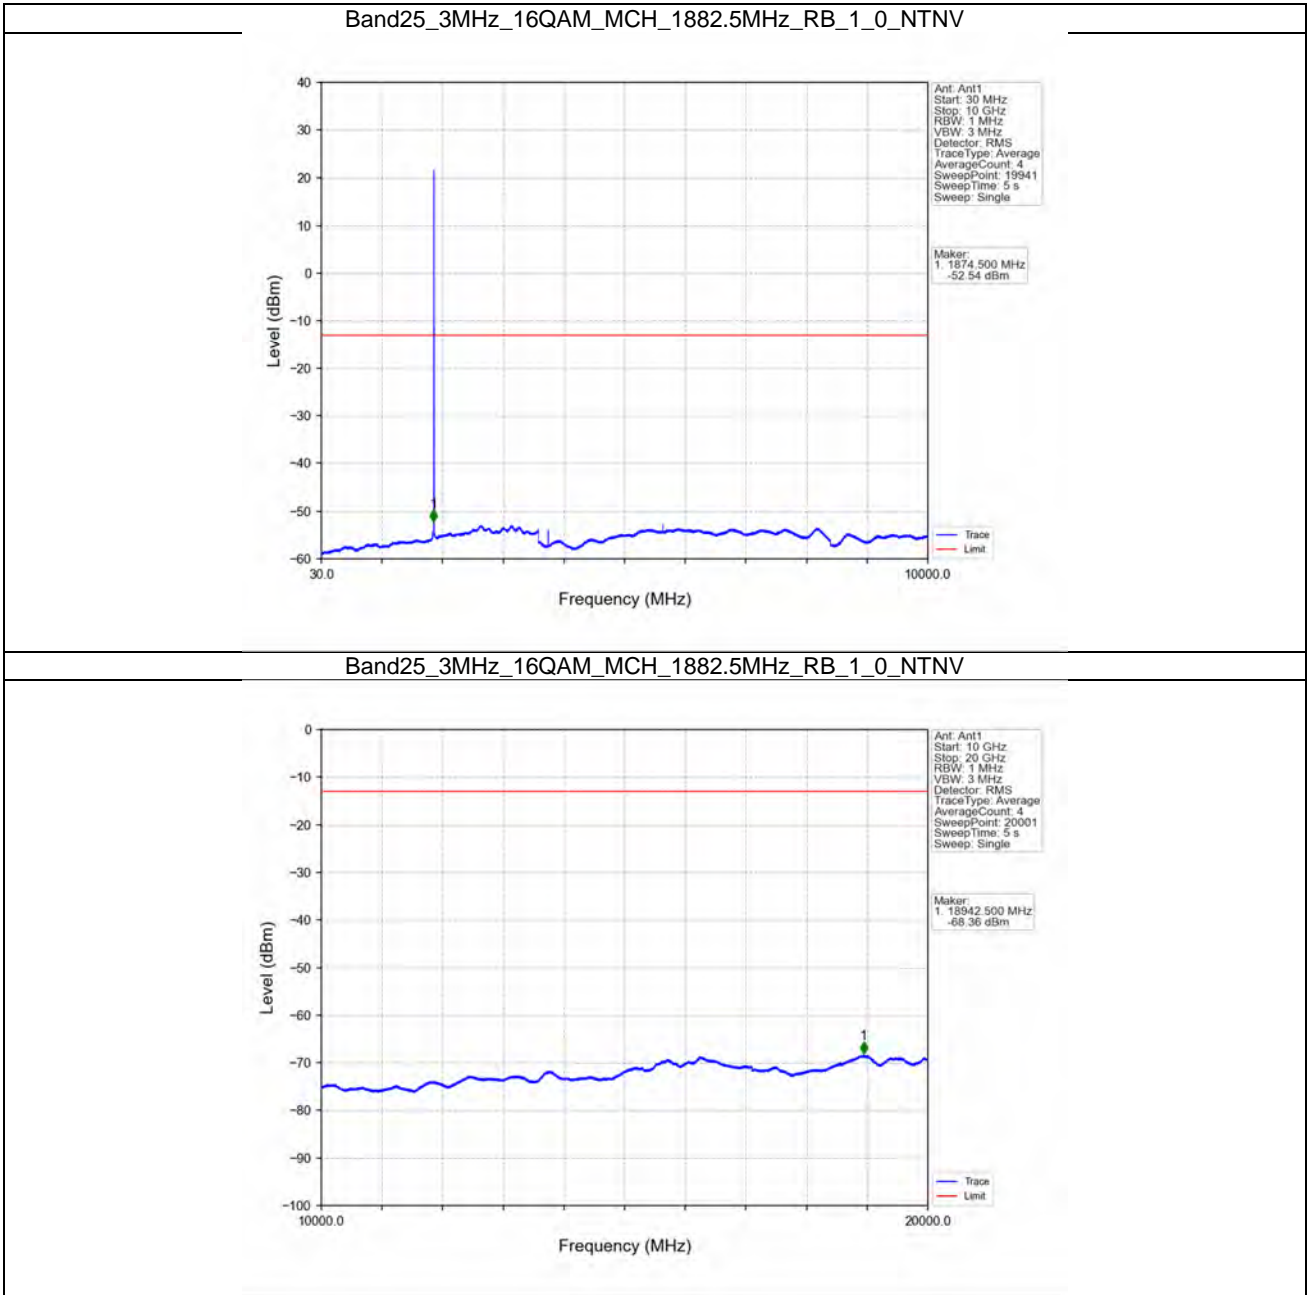 Band25_3MHz_16QAM_MCH_1882.5MHz_RB_1_0_NTNV
40
30
20
10
0
−10
−20
−30
−40
−50
−60
Level (dBm)
30.0
10000.0
Frequency (MHz)
1
Ant: Ant1
Start: 30 MHz
Stop: 10 GHz
RBW: 1 MHz
VBW: 3 MHz
Detector: RMS
TraceType: Average
AverageCount: 4
SweepPoint: 19941
SweepTime: 5 s
Sweep: Single
Maker:
1. 1874.500 MHz
-52.54 dBm
Trace
Limit
Band25_3MHz_16QAM_MCH_1882.5MHz_RB_1_0_NTNV
0
−10
−20
−30
−40
−50
−60
−70
−80
−90
−100
Level (dBm)
10000.0
20000.0
Frequency (MHz)
1
Ant: Ant1
Start: 10 GHz
Stop: 20 GHz
RBW: 1 MHz
VBW: 3 MHz
Detector: RMS
TraceType: Average
AverageCount: 4
SweepPoint: 20001
SweepTime: 5 s
Sweep: Single
Maker:
1. 18942.500 MHz
-68.36 dBm
Trace
Limit